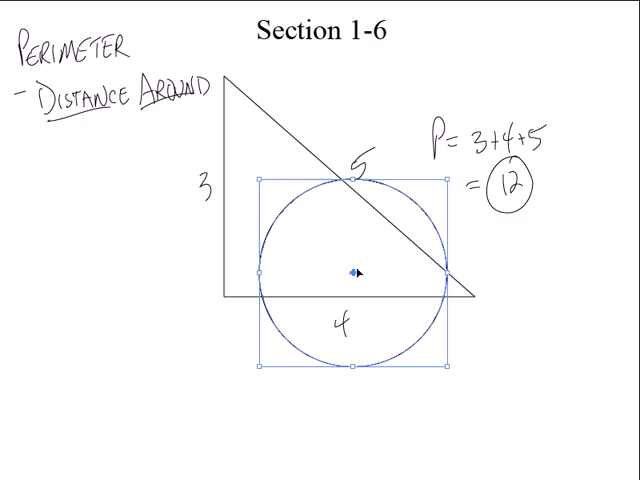 Section 1-6
PERIMETER
- DISTANCE AROUND
3
5
4
P= 3+4+5
= 12